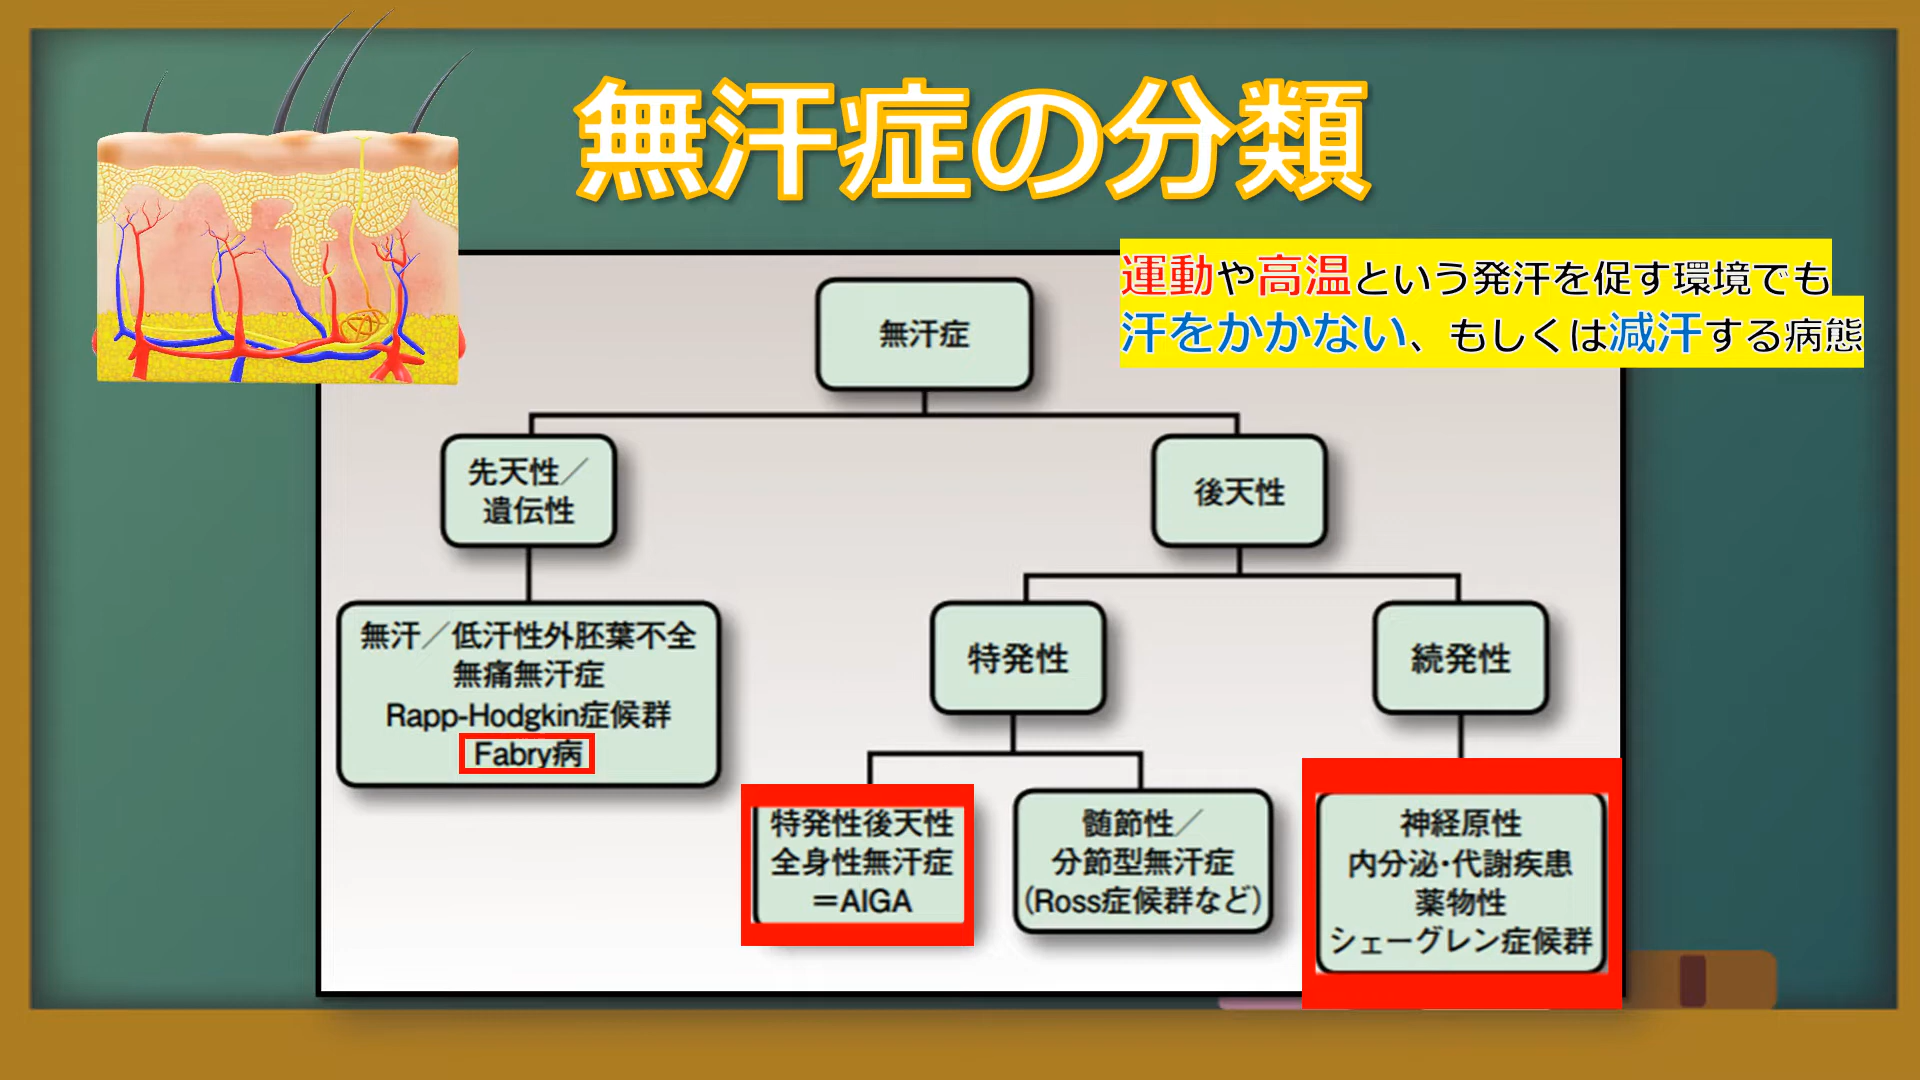 無汗症の分類
運動や高温という発汗を促す環境でも
汗をかかない、もしくは減汗する病態
無汗症
先天性／
遺伝性
後天性
無汗／低汗性外胚葉不全
無痛無汗症
Rapp-Hodgkin症候群
Fabry病
特発性
続発性
特発性後天性
全身性無汗症
＝AIGA
髄節性／
分節型無汗症
(Ross症候群など)
神経原性
内分泌・代謝疾患
薬物性
シェーグレン症候群